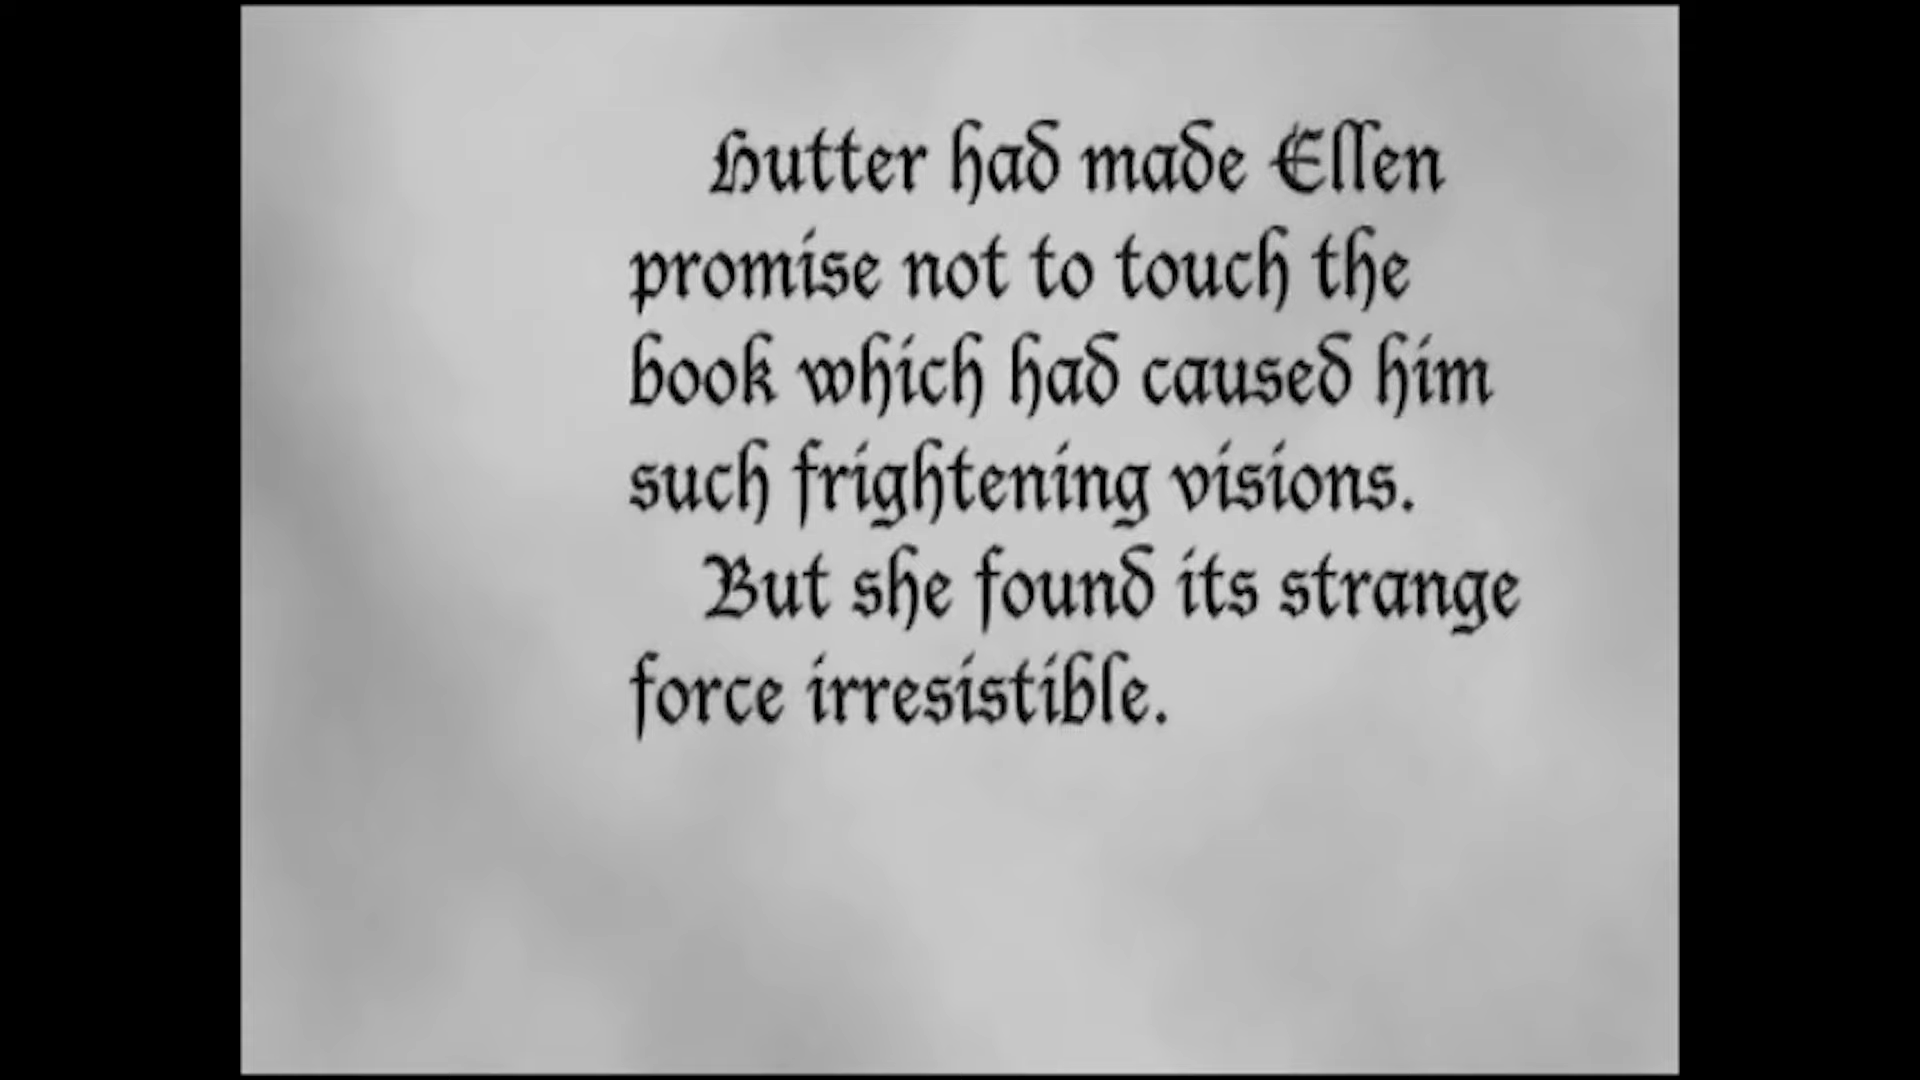 Hutter had made Ellen
promise not to touch the
book which had caused him
such frightening visions.
But she found its strange
force irresistible.